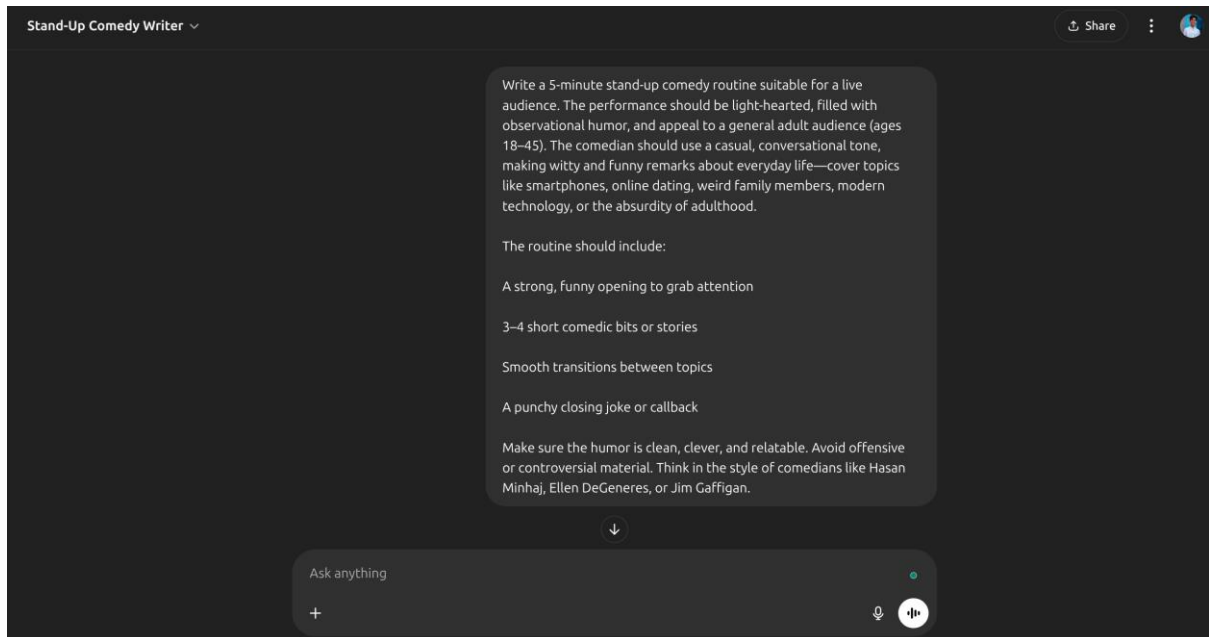 Stand-Up Comedy Writer
Share
Write a 5-minute stand-up comedy routine suitable for a live
audience. The performance should be light-hearted, filled with
observational humor, and appeal to a general adult audience (ages
18–45). The comedian should use a casual, conversational tone,
making witty and funny remarks about everyday life—cover topics
like smartphones, online dating, weird family members, modern
technology, or the absurdity of adulthood.
The routine should include:
A strong, funny opening to grab attention
3–4 short comedic bits or stories
Smooth transitions between topics
A punchy closing joke or callback
Make sure the humor is clean, clever, and relatable. Avoid offensive
or controversial material. Think in the style of comedians like Hasan
Minhaj, Ellen DeGeneres, or Jim Gaffigan.
Ask anything